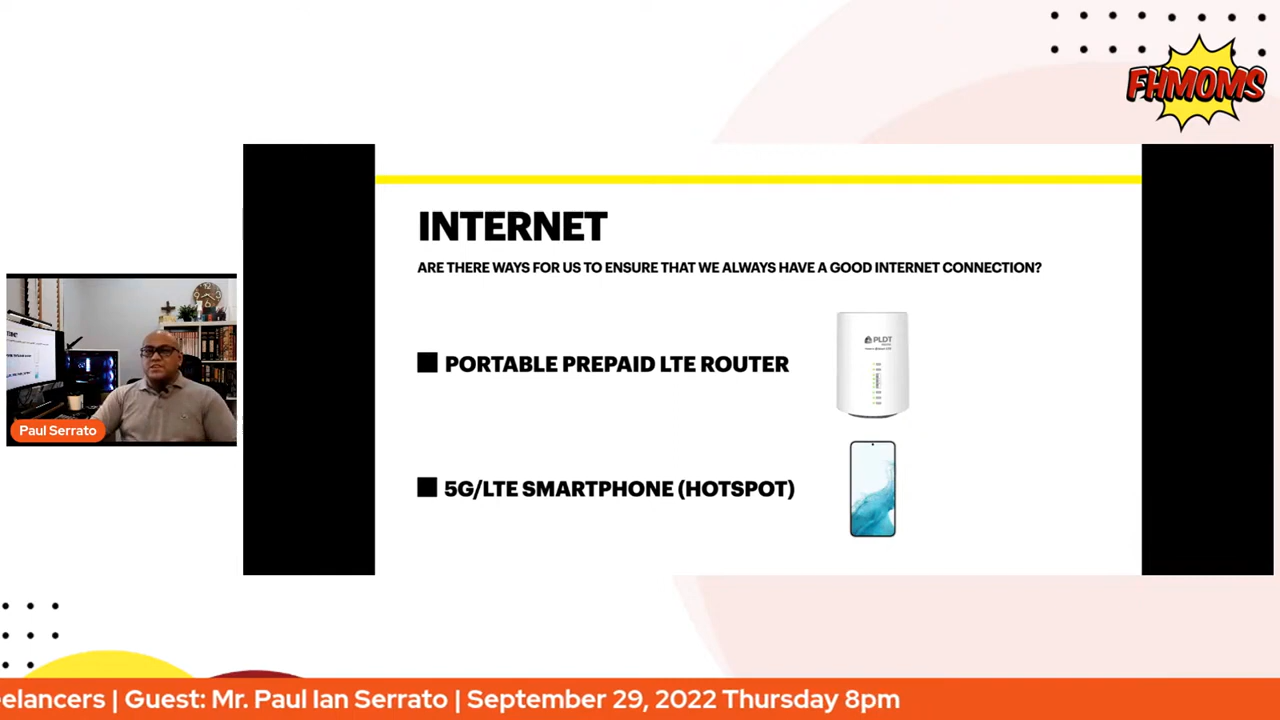 FHMOMS
INTERNET
ARE THERE WAYS FOR US TO ENSURE THAT WE ALWAYS HAVE A GOOD INTERNET CONNECTION?
PLDT
PORTABLE PREPAID LTE ROUTER
5G/LTE SMARTPHONE (HOTSPOT)
Paul Serrato
eelancers | Guest: Mr. Paul Ian Serrato | September 29, 2022 Thursday 8pm